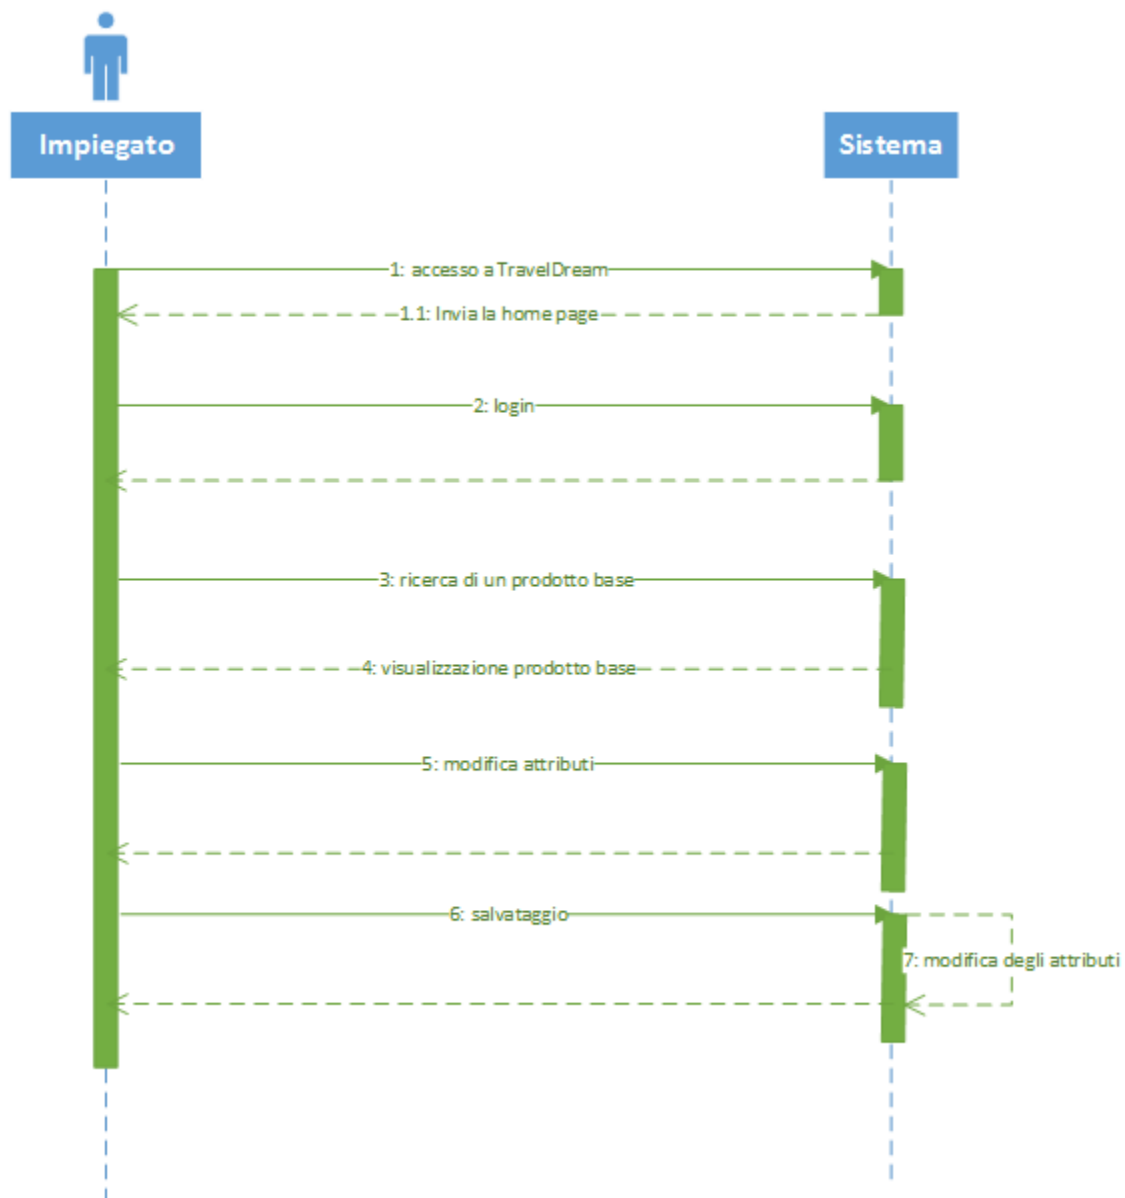 Impiegato
Sistema
1: accesso a TravelDream
1.1: Invia la home page
2: login
3: ricerca di un prodotto base
4: visualizzazione prodotto base
5: modifica attributi
6: salvataggio
7: modifica degli attributi